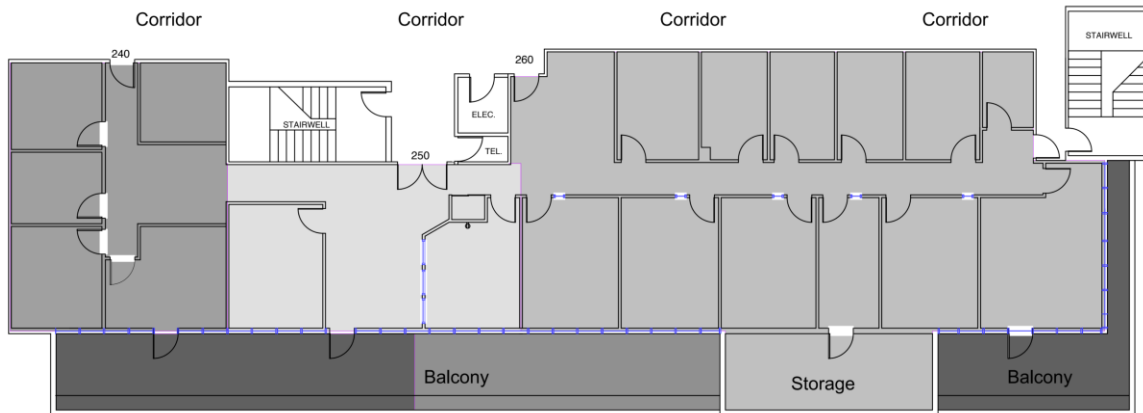 Corridor
Corridor
Corridor
Corridor
STAIRWELL
240
260
ELEC.
STAIRWELL
TEL.
250
Balcony
Storage
Balcony